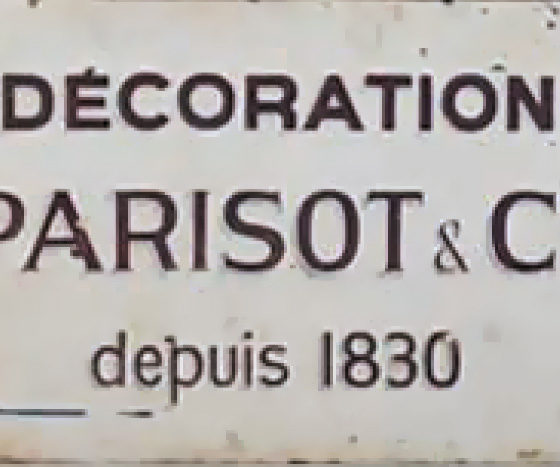 DÉCORATION
PARISOT & C
depuis 1830